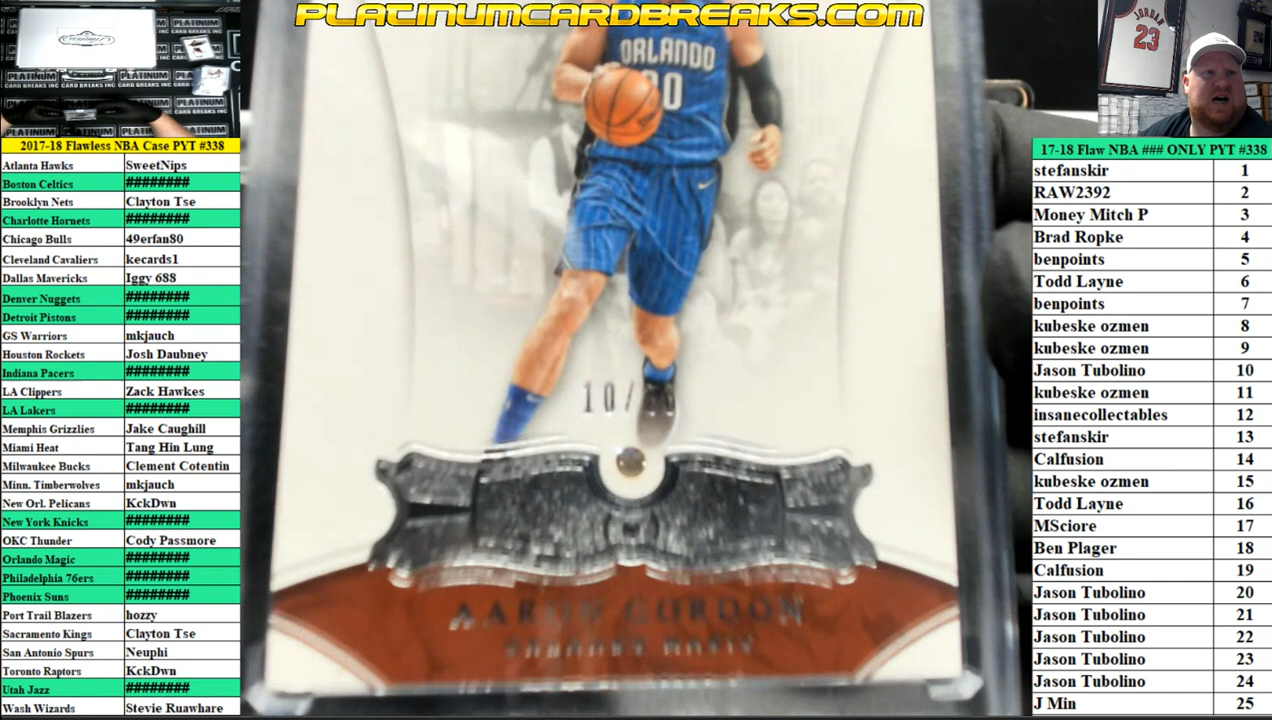 PLATINUMCARDBREAKS.COM
2017-18 Flawless NBA Case PYT #338
Atlanta Hawks SweetNips
Boston Celtics ########
Brooklyn Nets Clayton Tse
Charlotte Hornets ########
Chicago Bulls 49erfan80
Cleveland Cavaliers kecards1
Dallas Mavericks Iggy 688
Denver Nuggets ########
Detroit Pistons ########
GS Warriors mkjauch
Houston Rockets Josh Daubney
Indiana Pacers ########
LA Clippers Zack Hawkes
LA Lakers ########
Memphis Grizzlies Jake Caughill
Miami Heat Tang Hin Lung
Milwaukee Bucks Clement Cotentin
Minn. Timberwolves mkjauch
New Orl. Pelicans KckDwn
New York Knicks ########
OKC Thunder Cody Passmore
Orlando Magic ########
Philadelphia 76ers ########
Phoenix Suns ########
Port Trail Blazers hozzy
Sacramento Kings Clayton Tse
San Antonio Spurs Neuphi
Toronto Raptors KckDwn
Utah Jazz ########
Wash Wizards Stevie Ruawhare
PLATINUM
CARD BREAKS INC
ORLANDO
00
10/
AARON GORDON
ORLANDO MAGIC
JORDAN
23
17-18 Flaw NBA ### ONLY PYT #338
stefanskir 1
RAW2392 2
Money Mitch P 3
Brad Ropke 4
benpoints 5
Todd Layne 6
benpoints 7
kubeske ozmen 8
kubeske ozmen 9
Jason Tubolino 10
kubeske ozmen 11
insanecollectables 12
stefanskir 13
Calfusion 14
kubeske ozmen 15
Todd Layne 16
MSciore 17
Ben Plager 18
Calfusion 19
Jason Tubolino 20
Jason Tubolino 21
Jason Tubolino 22
Jason Tubolino 23
Jason Tubolino 24
J Min 25